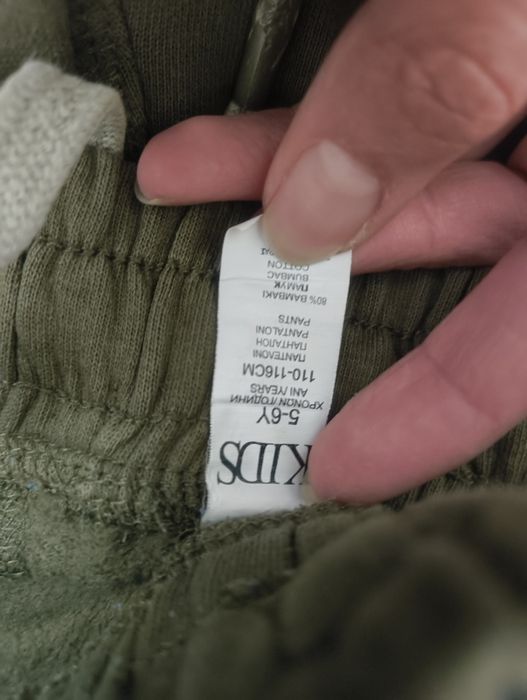 KIDS
5-6Y
ΧΡΟΝΩΝ /ГОДИНИ
ANI /YEARS
110-116CM
ΠΑΝΤΕΛΟΝΙ
ПАНТАЛОН
PANTALONI
PANTS
80% ΒΑΜΒΑΚΙ
ПАМУК
BUMBAC
COTTON